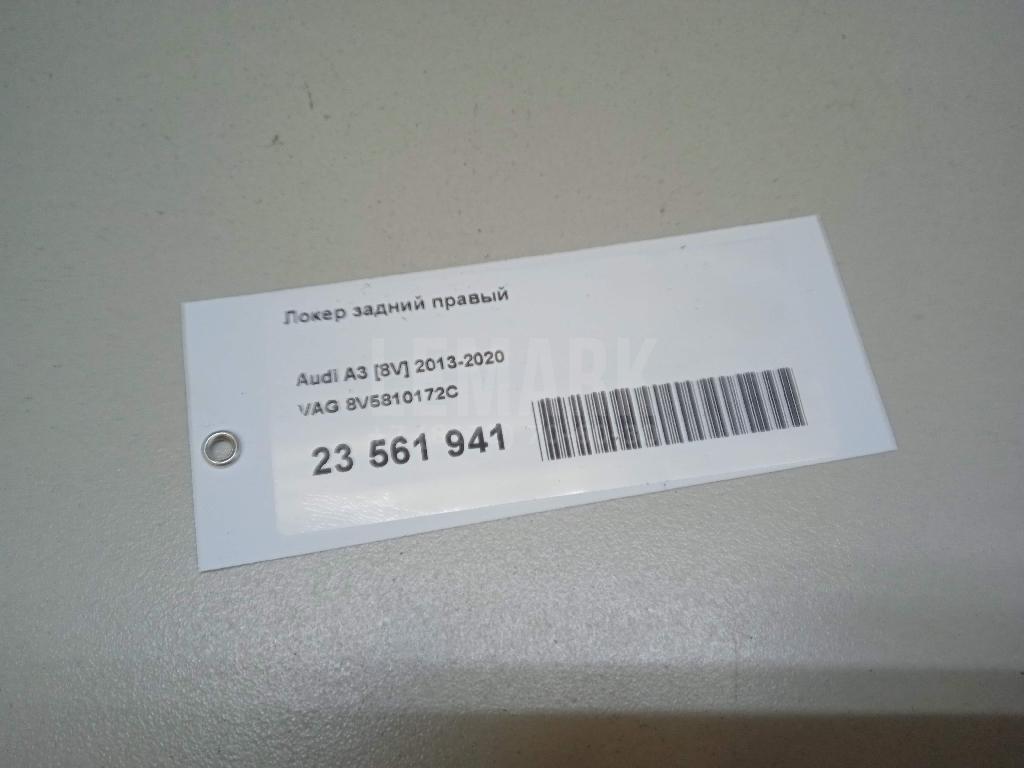 Локер задний правый
Audi A3 [8V] 2013-2020
VAG 8V5810172C
23 561 941
LEMARK